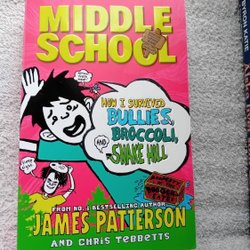 MIDDLE
SCHOOL
HOW I SURVIVED
BULLIES,
BROCCOLI,
AND
SNAKE HILL
FROM NO. 1 BESTSELLING AUTHOR
JAMES PATTERSON
AND CHRIS TEBBETTS